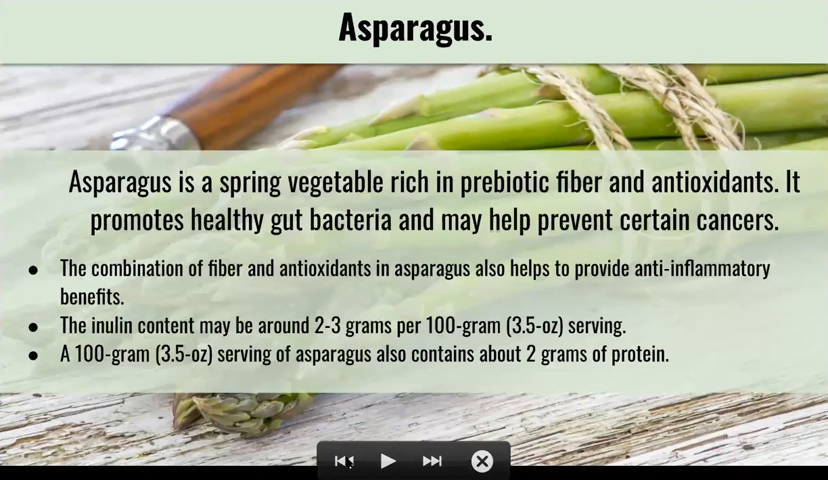 Asparagus.
Asparagus is a spring vegetable rich in prebiotic fiber and antioxidants. It
promotes healthy gut bacteria and may help prevent certain cancers.
● The combination of fiber and antioxidants in asparagus also helps to provide anti-inflammatory
benefits.
● The inulin content may be around 2-3 grams per 100-gram (3.5-oz) serving.
● A 100-gram (3.5-oz) serving of asparagus also contains about 2 grams of protein.